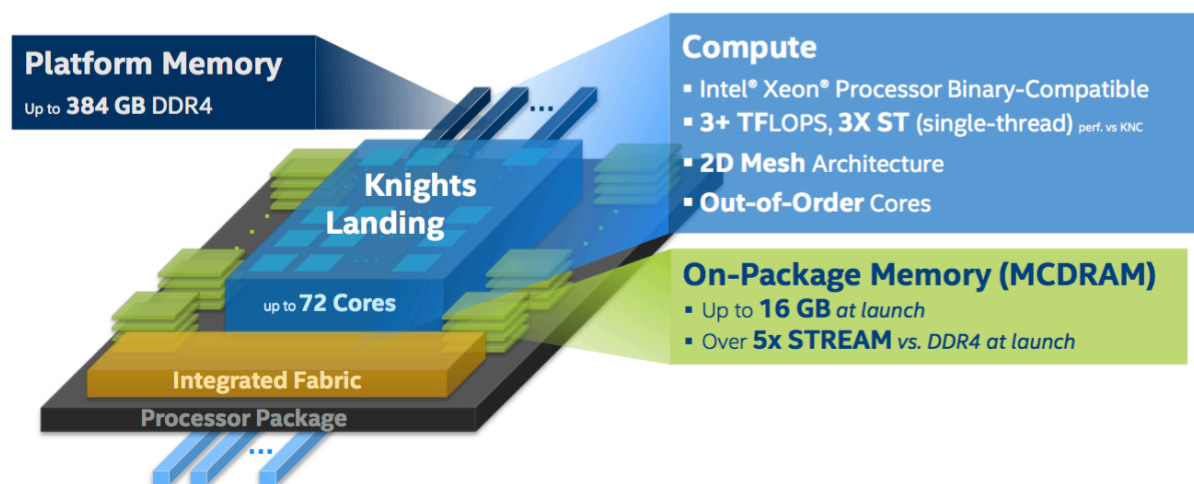 Platform Memory
Up to 384 GB DDR4
...
Compute
▪ Intel® Xeon® Processor Binary-Compatible
▪ 3+ TFLOPS, 3X ST (single-thread) perf. vs KNC
▪ 2D Mesh Architecture
▪ Out-of-Order Cores
Knights
Landing
...
up to 72 Cores
On-Package Memory (MCDRAM)
▪ Up to 16 GB at launch
▪ Over 5x STREAM vs. DDR4 at launch
Integrated Fabric
Processor Package
...